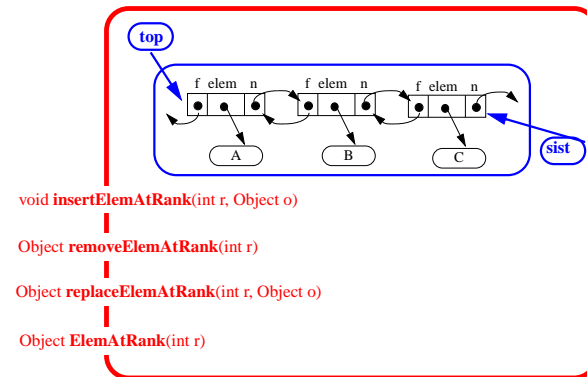 top
f elem n f elem n f elem n
A B C
sist
void insertElemAtRank(int r, Object o)
Object removeElemAtRank(int r)
Object replaceElemAtRank(int r, Object o)
Object ElemAtRank(int r)